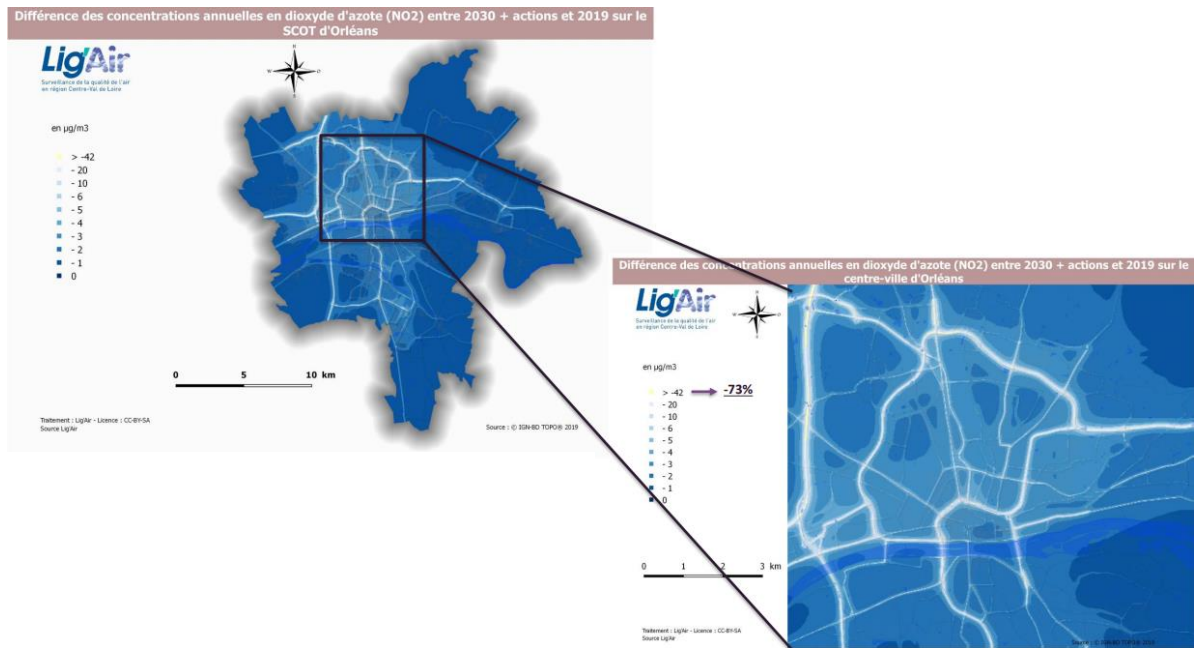 Différence des concentrations annuelles en dioxyde d'azote (NO2) entre 2030 + actions et 2019 sur le
SCOT d'Orléans
Lig'Air
Surveillance de la qualité de l'air
en région Centre-Val de Loire
en µg/m3
> -42
- 20
- 10
- 6
- 5
- 4
- 3
- 2
- 1
0
0 5 10 km
Traitement : Lig'Air - Licence : CC-BY-SA
Source Lig'Air
Source : © IGN-BD TOPO® 2019
Différence des concentrations annuelles en dioxyde d'azote (NO2) entre 2030 + actions et 2019 sur le
centre-ville d'Orléans
Lig'Air
Surveillance de la qualité de l'air
en région Centre-Val de Loire
en µg/m3
> -42 -73%
- 20
- 10
- 6
- 5
- 4
- 3
- 2
- 1
0
0 1 2 3 km
Traitement : Lig'Air - Licence : CC-BY-SA
Source Lig'Air
Source : © IGN-BD TOPO® 2019